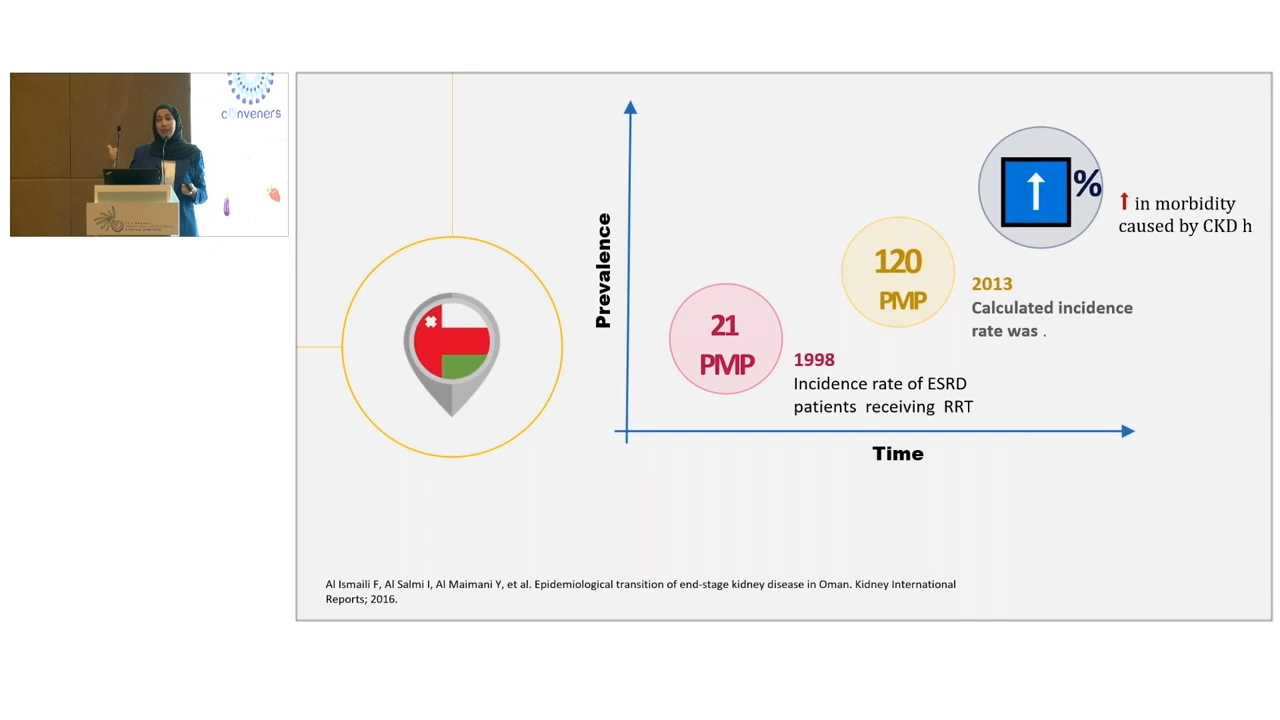 cOnveners
Prevalence
21
PMP
1998
Incidence rate of ESRD
patients receiving RRT
120
PMP
2013
Calculated incidence
rate was .
↑ %
↑ in morbidity
caused by CKD h
Time
Al Ismaili F, Al Salmi I, Al Maimani Y, et al. Epidemiological transition of end-stage kidney disease in Oman. Kidney International
Reports; 2016.